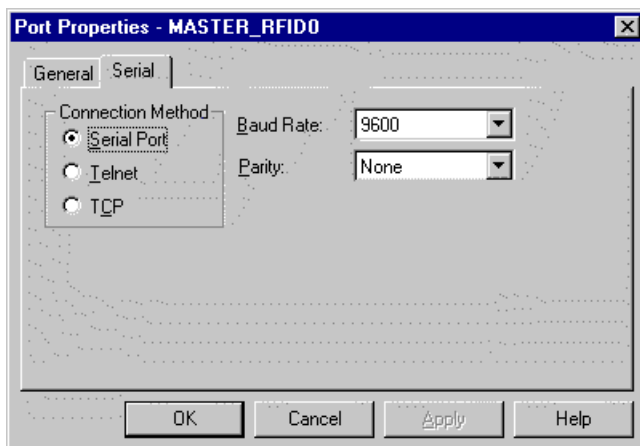 Port Properties - MASTER_RFID0
General Serial
Connection Method
Serial Port
Telnet
TCP
Baud Rate: 9600
Parity: None
OK Cancel Apply Help